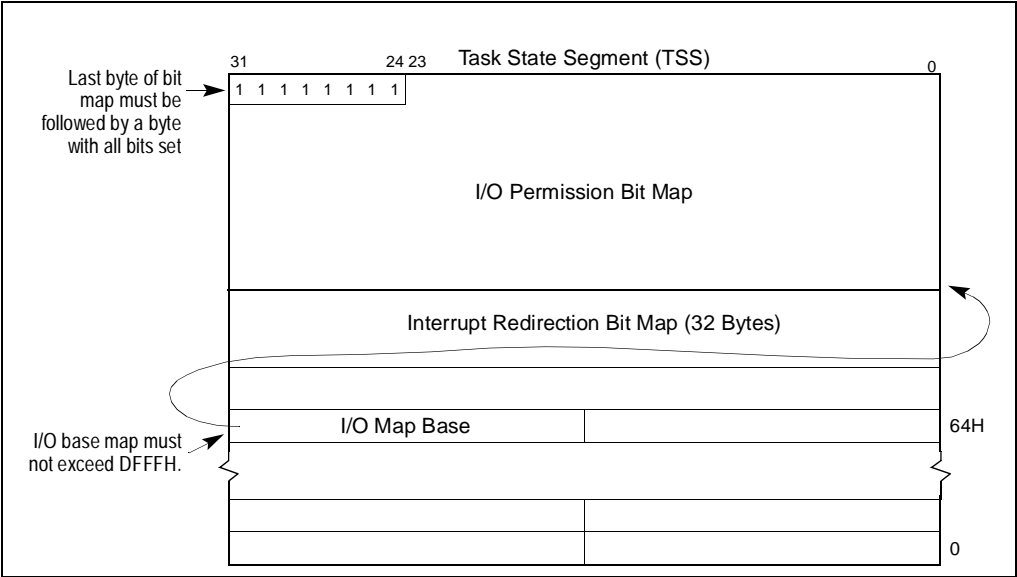 Task State Segment (TSS)
31
24 23
0
Last byte of bit
map must be
followed by a byte
with all bits set
1 1 1 1 1 1 1 1
I/O Permission Bit Map
Interrupt Redirection Bit Map (32 Bytes)
I/O Map Base
64H
I/O base map must
not exceed DFFFH.
0